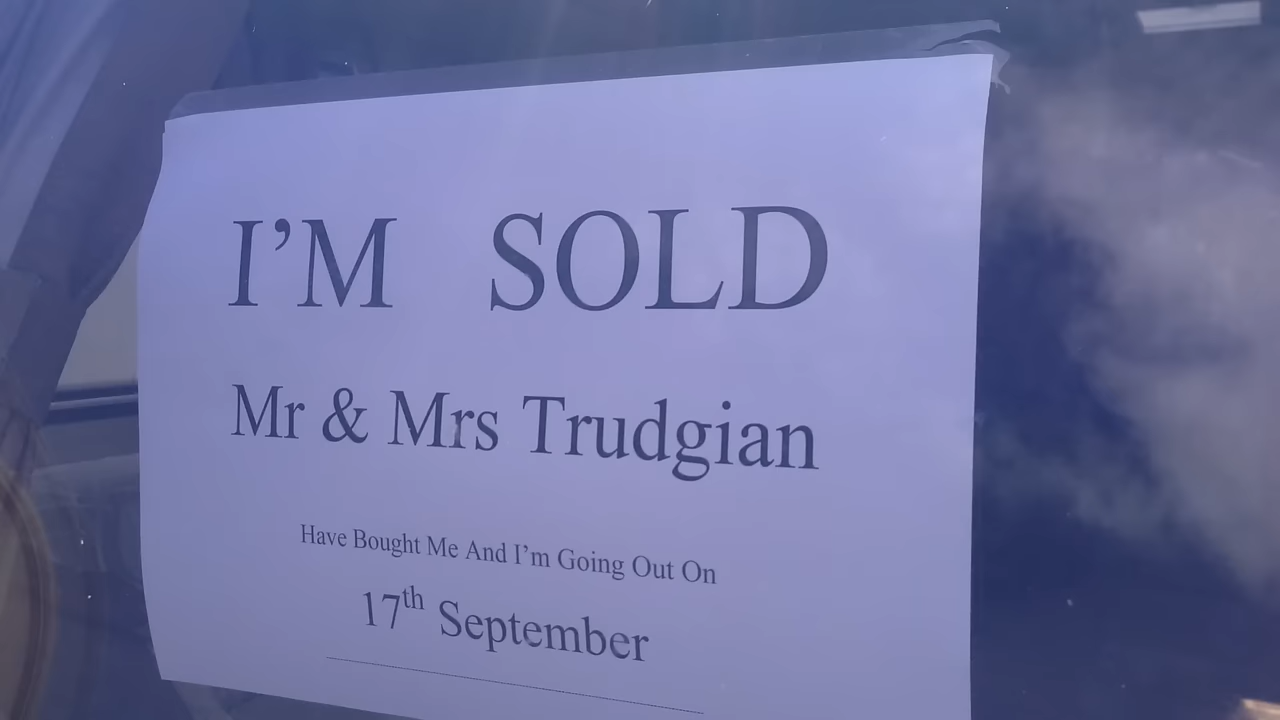 I'M SOLD
Mr & Mrs Trudgian
Have Bought Me And I'm Going Out On
17th September